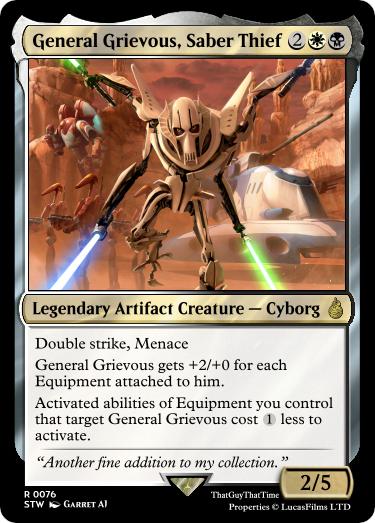 General Grievous, Saber Thief 2
Legendary Artifact Creature — Cyborg
Double strike, Menace
General Grievous gets +2/+0 for each
Equipment attached to him.
Activated abilities of Equipment you control
that target General Grievous cost 1 less to
activate.
“Another fine addition to my collection.”
2/5
R 0076
STW Garret AI
ThatGuyThatTime
Properties © LucasFilms LTD